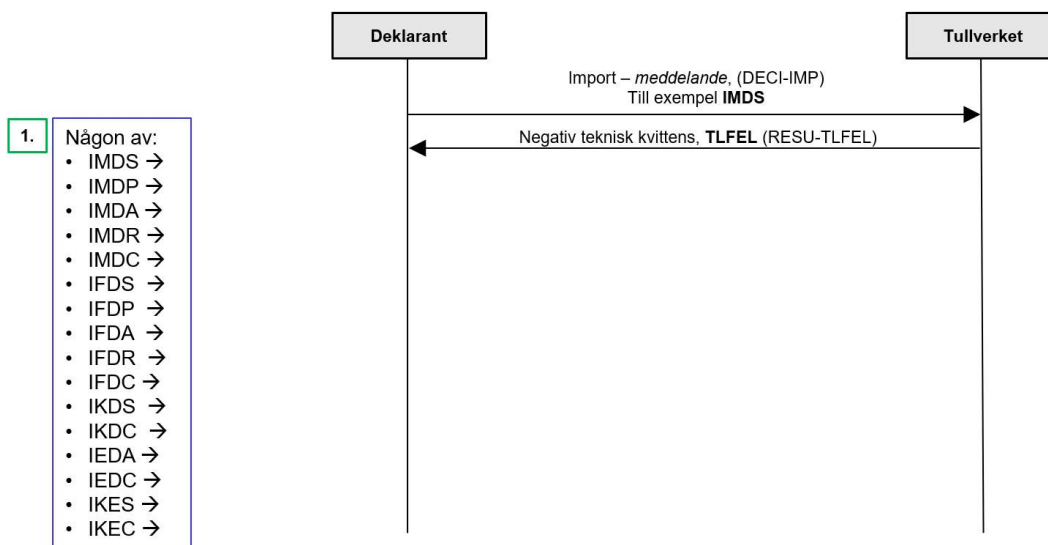 Deklarant
Tullverket
Import – meddelande, (DECI-IMP)
Till exempel IMDS
Negativ teknisk kvittens, TLFEL (RESU-TLFEL)
1.
Någon av:
• IMDS →
• IMDP →
• IMDA →
• IMDR →
• IMDC →
• IFDS →
• IFDP →
• IFDA →
• IFDR →
• IFDC →
• IKDS →
• IKDC →
• IEDA →
• IEDC →
• IKES →
• IKEC →